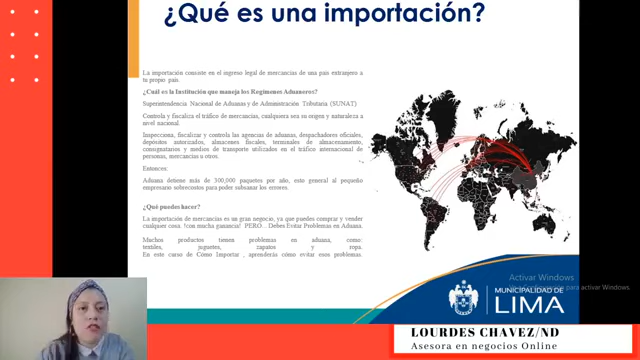 ¿Qué es una importación?
La importación consiste en el ingreso legal de mercancías de una país extranjero a
tu propio país.
¿Cuál es la Institución que maneja los Regímenes Aduaneros?
Superintendencia Nacional de Aduanas y de Administración Tributaria (SUNAT)
Controla y fiscaliza el tráfico de mercancías, cualquiera sea su origen y naturaleza a
nivel nacional.
Inspecciona, fiscalizar y controla las agencias de aduanas, despachadores oficiales,
depósitos autorizados, almacenes fiscales, terminales de almacenamiento,
consignatarios y medios de transporte utilizados en el tráfico internacional de
personas, mercancías u otros.
Entonces:
Aduana detiene más de 300,000 paquetes por año, esto general al pequeño
empresario sobrecostos para poder subsanar los errores.
¿Qué puedes hacer?
La importación de mercancías es un gran negocio, ya que puedes comprar y vender
cualquier cosa. !con mucha ganancia! PERO... Debes Evitar Problemas en Aduana.
Muchos productos tienen problemas en aduana, como:
textiles, juguetes, zapatos y ropa.
En este curso de Cómo Importar , aprenderás cómo evitar esos problemas.
Activar Windows
para activar Windows.
MUNICIPALIDAD DE
LIMA
LOURDES CHAVEZ/ND
Asesora en negocios Online